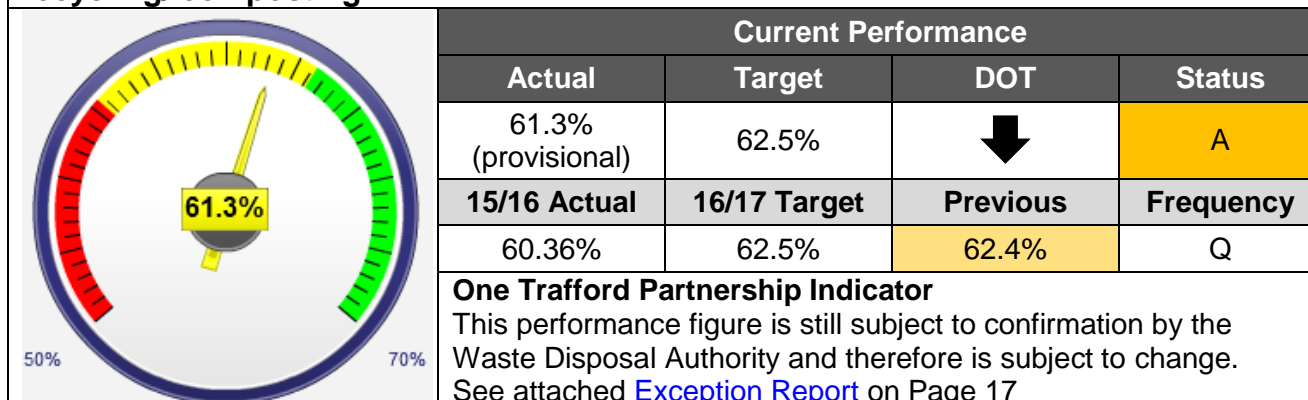 61.3%
50%
70%
Current Performance
Actual Target DOT Status
61.3%
(provisional)
62.5%
A
15/16 Actual 16/17 Target Previous Frequency
60.36% 62.5% 62.4% Q
One Trafford Partnership Indicator
This performance figure is still subject to confirmation by the
Waste Disposal Authority and therefore is subject to change.
See attached Exception Report on Page 17